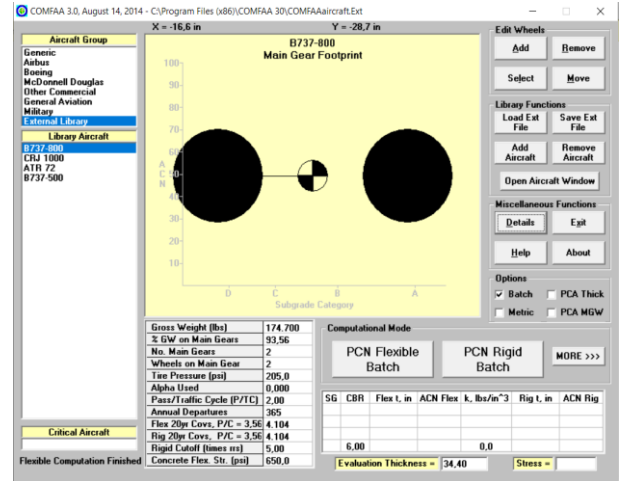 COMFAA 3.0, August 14, 2014 - C:\Program Files (x86)\COMFAA 30\COMFAAaircraft.Ext
Aircraft Group
Generic
Airbus
Boeing
McDonnell Douglas
Other Commercial
General Aviation
Military
External Library
Library Aircraft
B737-800
CRJ 1000
ATR 72
B737-500
Critical Aircraft
Flexible Computation Finished
X = -16,6 in Y = -28,7 in
B737-800
Main Gear Footprint
100
90
80
70
60
50
40
30
20
10
0
A
C
N
D C B A
Subgrade Category
Gross Weight (lbs) 174.700
% GW on Main Gears 93,56
No. Main Gears 2
Wheels on Main Gear 2
Tire Pressure (psi) 205,0
Alpha Used 0,000
Pass/Traffic Cycle (P/TC) 2,00
Annual Departures 365
Flex 20yr Covs, P/C = 3,56 4.104
Rig 20yr Covs, P/C = 3,56 4.104
Rigid Cutoff (times rrs) 5,00
Concrete Flex. Str. (psi) 650,0
Edit Wheels
Add Remove
Select Move
Library Functions
Load Ext File Save Ext File
Add Aircraft Remove Aircraft
Open Aircraft Window
Miscellaneous Functions
Details Exit
Help About
Options
Batch PCA Thick
Metric PCA MGW
Computational Mode
PCN Flexible Batch PCN Rigid Batch MORE >>>
SG CBR Flex t, in ACN Flex k, lbs/in^3 Rig t, in ACN Rig
6,00 0,0
Evaluation Thickness = 34,40 Stress =